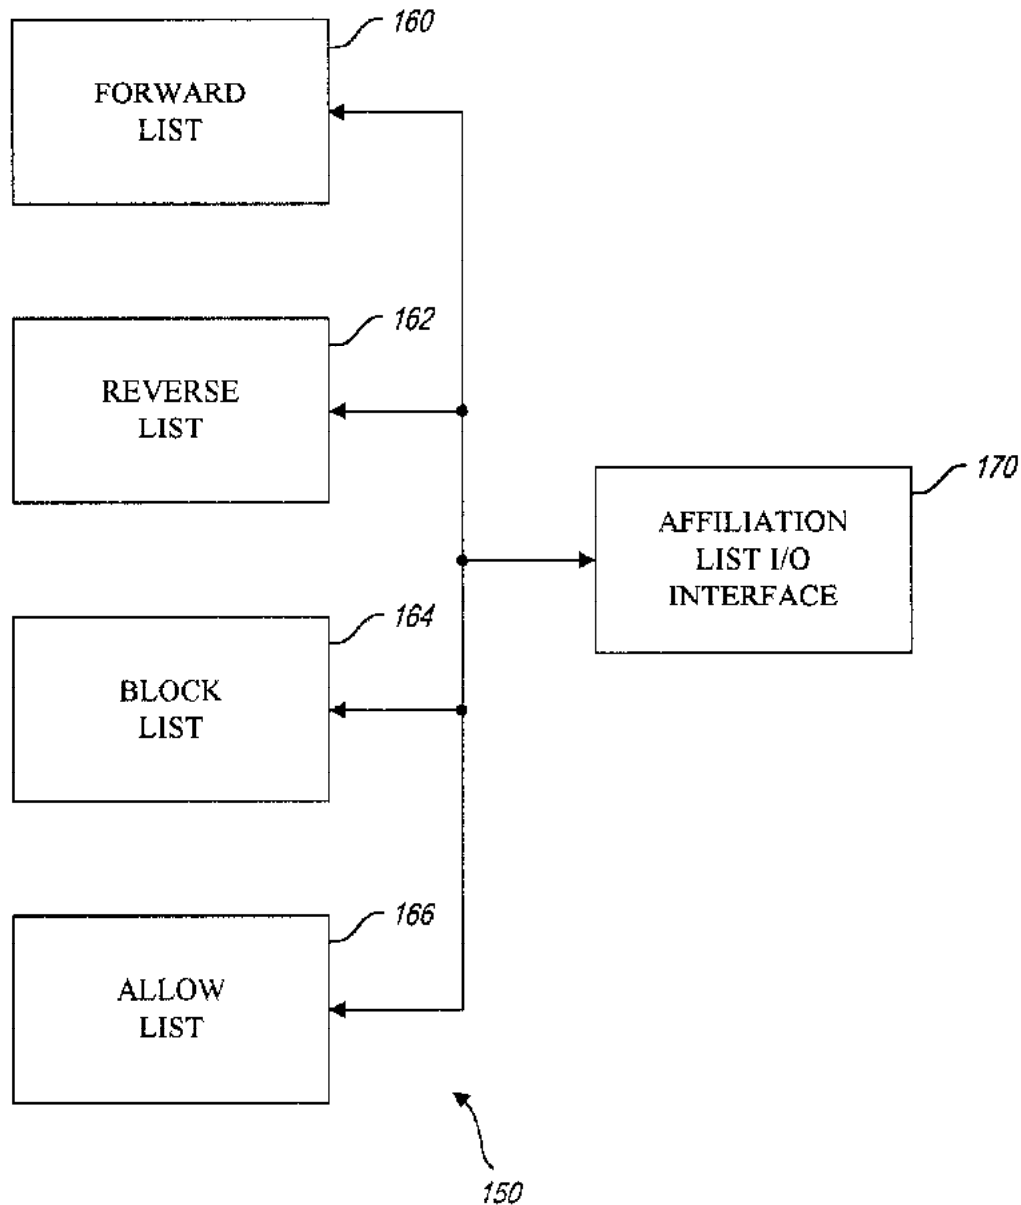 160
FORWARD
LIST
162
REVERSE
LIST
170
AFFILIATION
LIST I/O
INTERFACE
164
BLOCK
LIST
166
ALLOW
LIST
150